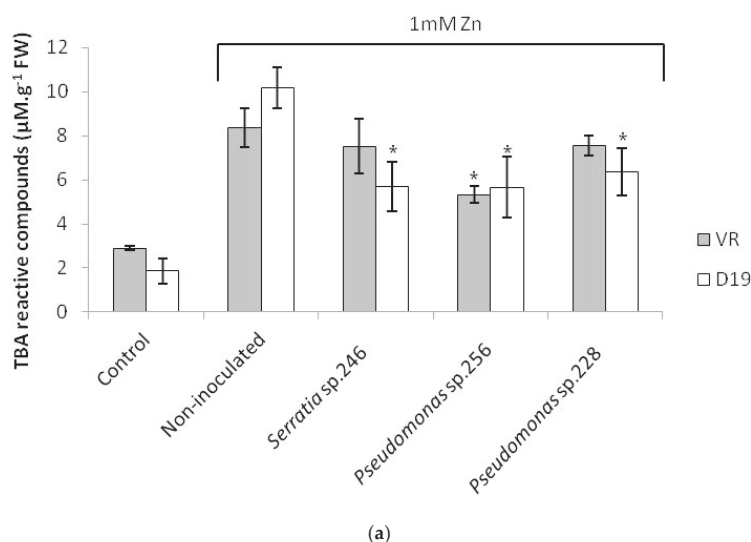 1mM Zn
TBA reactive compounds (μM.g⁻¹ FW)
12
10
8
6
4
2
0
*
*
*
*
VR
D19
Control
Non-inoculated
Serratia sp.246
Pseudomonas sp.256
Pseudomonas sp.228
(a)